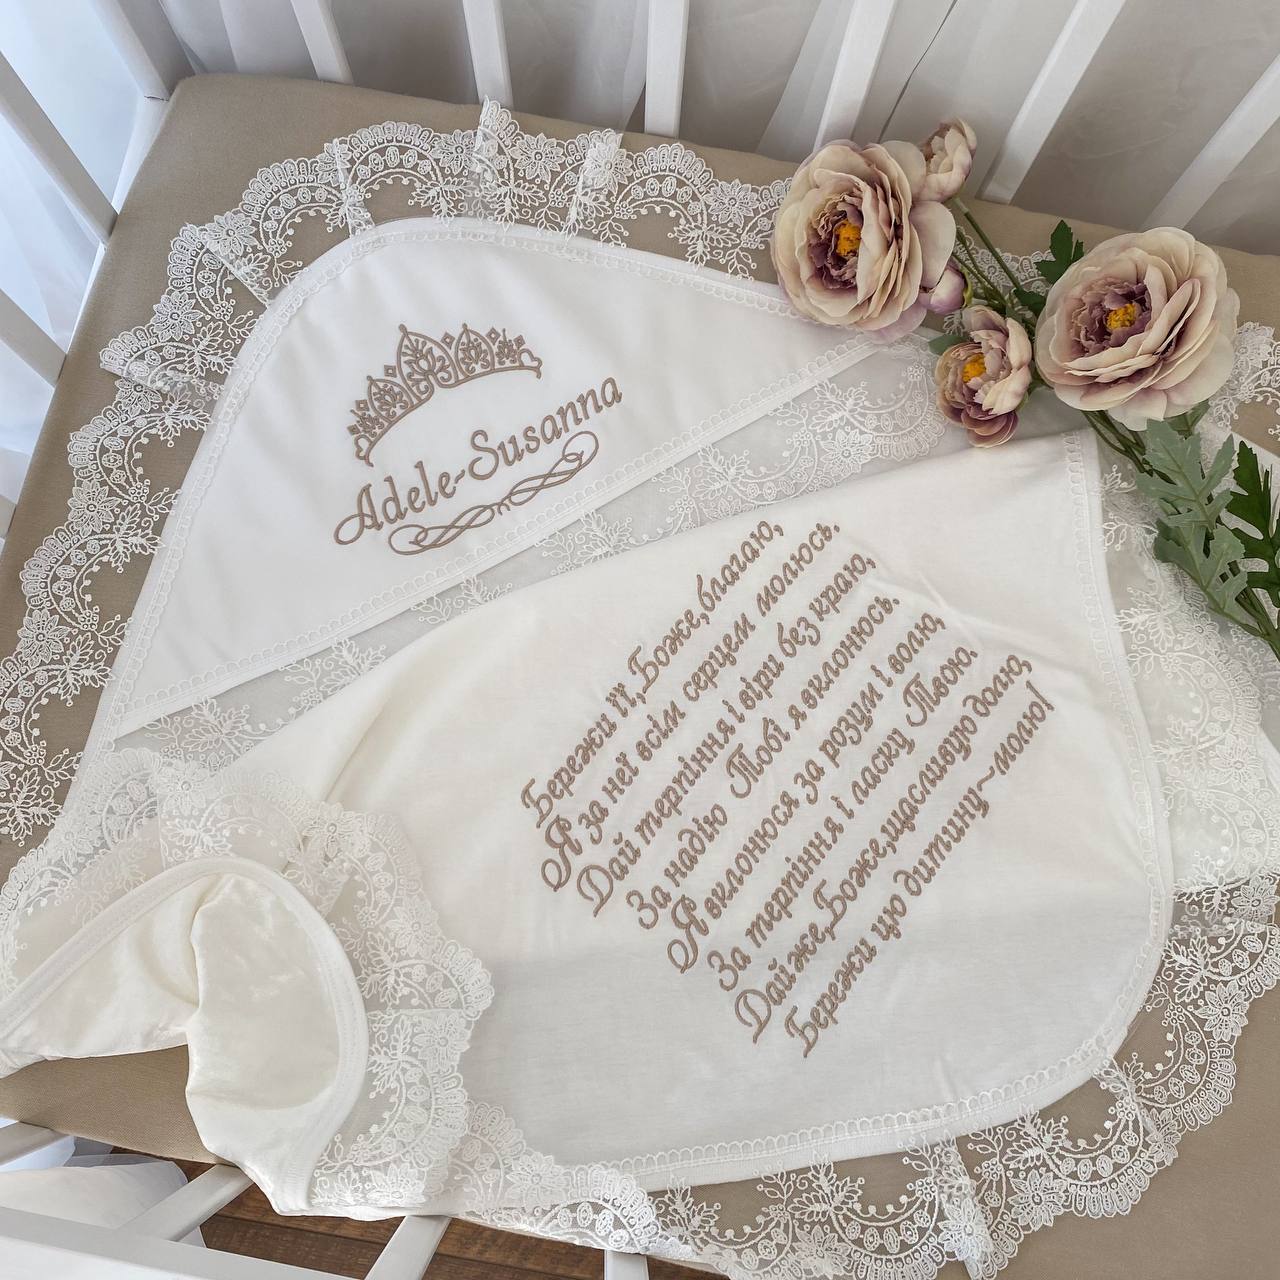 Adele-Susanna
Бережи її,Боже,благаю,
Я за неї всім серцем молюсь.
Дай терпіння і віри без краю,
За надію Тобі я вклонюсь.
Я вклонюся за розум і волю,
За терпіння і ласку Твою.
Дай же,Боже,щасливую долю,
Бережи цю дитину~молю!